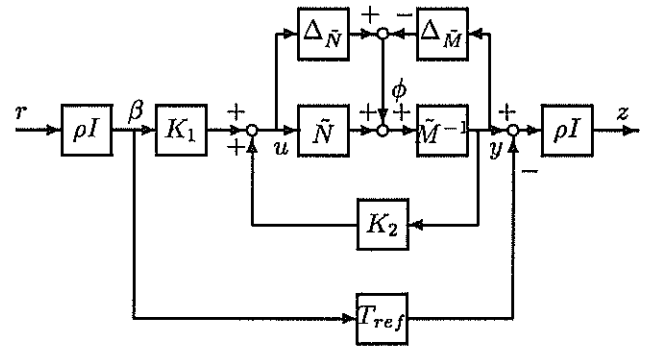 + −
Δ_Ñ Δ_M̃
r β + + + ϕ +
ρI K₁ Ñ M̃⁻¹ ρI z
+ u y −
K₂
T_ref